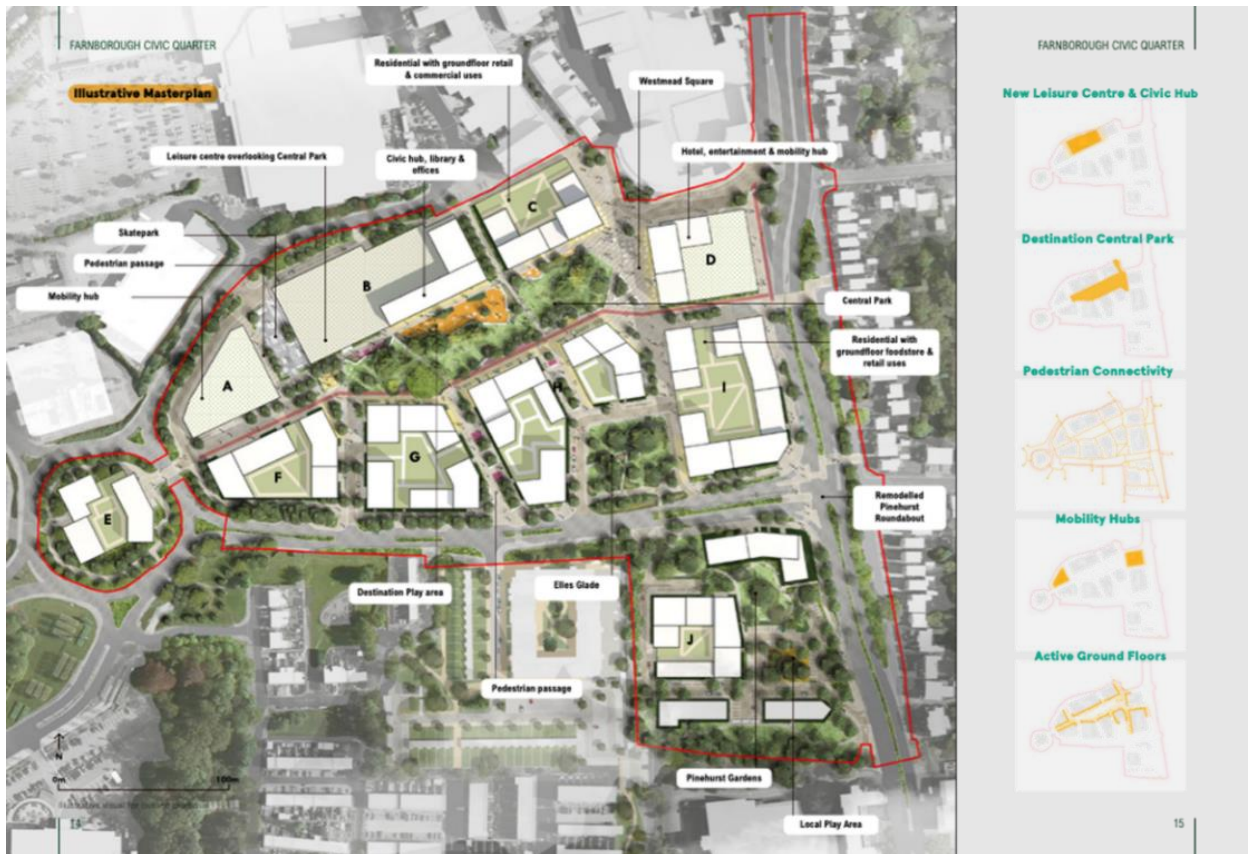 FARNBOROUGH CIVIC QUARTER
Illustrative Masterplan
Residential with groundfloor retail
& commercial uses
Westmead Square
Leisure centre overlooking Central Park
Civic hub, library &
offices
Hotel, entertainment & mobility hub
Skatepark
Pedestrian passage
Mobility hub
Central Park
Residential with
groundfloor foodstore &
retail uses
A
B
C
D
E
F
G
H
I
J
Remodelled
Pinehurst
Roundabout
Destination Play area
Elles Glade
Pedestrian passage
Pinehurst Gardens
Local Play Area
N
0m
100m
14
FARNBOROUGH CIVIC QUARTER
New Leisure Centre & Civic Hub
Destination Central Park
Pedestrian Connectivity
Mobility Hubs
Active Ground Floors
15